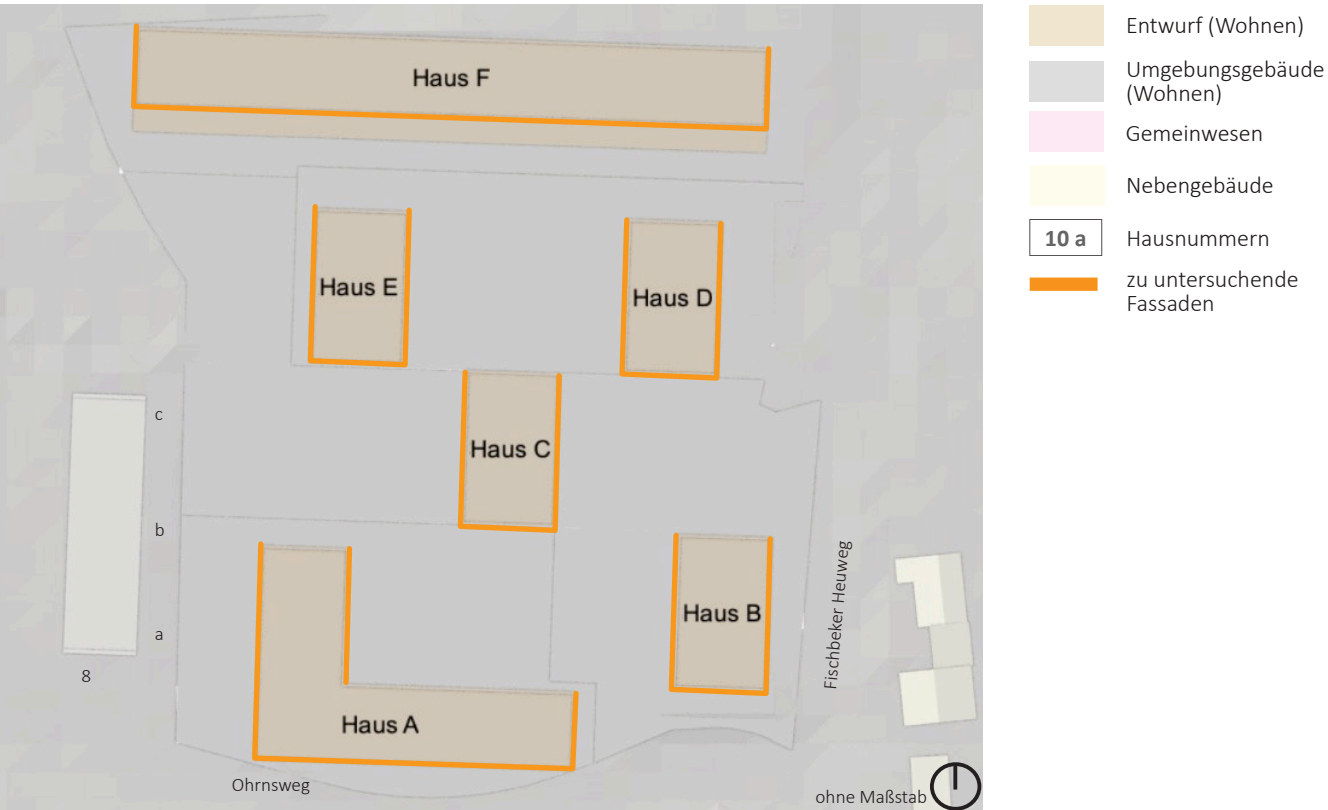 Haus F
Haus E
Haus D
c
Haus C
b
Haus B
a
8
Haus A
Fischbeker Heuweg
Ohrnsweg
ohne Maßstab
Entwurf (Wohnen)
Umgebungsgebäude
(Wohnen)
Gemeinwesen
Nebengebäude
10 a
Hausnummern
zu untersuchende
Fassaden